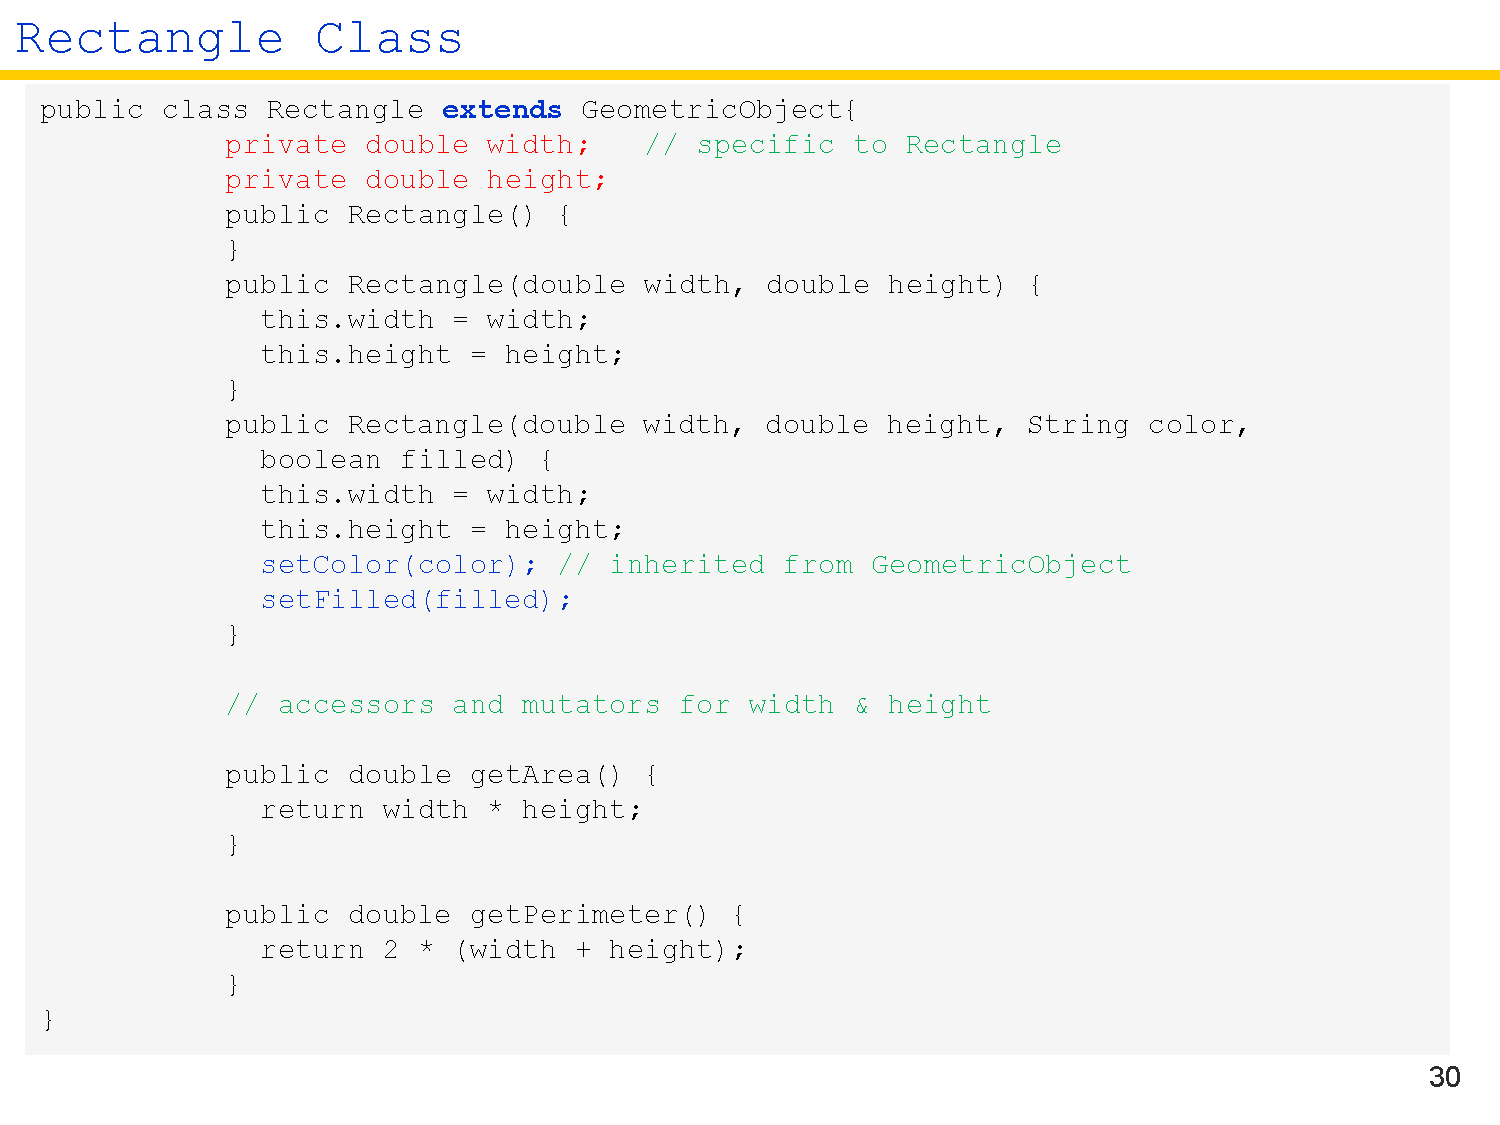 Rectangle Class
public class Rectangle extends GeometricObject{
private double width; // specific to Rectangle
private double height;
public Rectangle() {
}
public Rectangle(double width, double height) {
this.width = width;
this.height = height;
}
public Rectangle(double width, double height, String color,
boolean filled) {
this.width = width;
this.height = height;
setColor(color); // inherited from GeometricObject
setFilled(filled);
}
// accessors and mutators for width & height
public double getArea() {
return width * height;
}
public double getPerimeter() {
return 2 * (width + height);
}
}
30